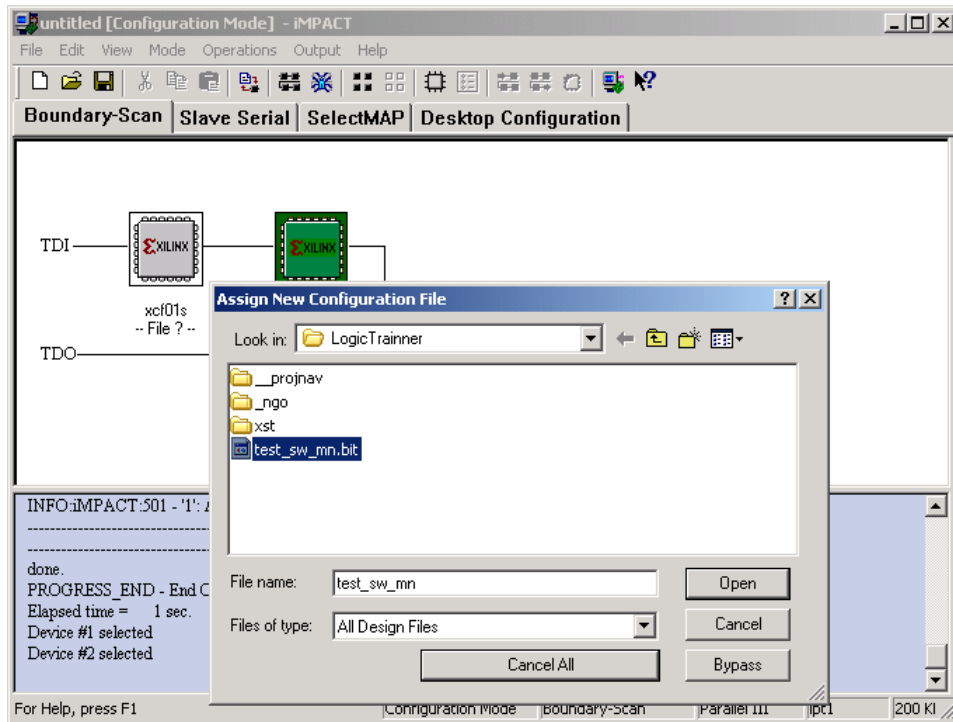 untitled [Configuration Mode] - iMPACT
File Edit View Mode Operations Output Help
Boundary-Scan Slave Serial SelectMAP Desktop Configuration
TDI
XILINX XILINX
xcf01s
-- File ? --
TDO
Assign New Configuration File
Look in: LogicTrainner
__projnav
_ngo
xst
test_sw_mn.bit
File name: test_sw_mn Open
Files of type: All Design Files Cancel
Cancel All Bypass
INFO:iMPACT:501 - '1':
done.
PROGRESS_END - End
Elapsed time = 1 sec.
Device #1 selected
Device #2 selected
For Help, press F1 Configuration Mode Boundary-Scan Parallel III lpt1 200